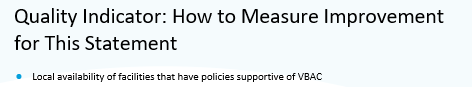 Quality Indicator: How to Measure Improvement
for This Statement
• Local availability of facilities that have policies supportive of VBAC